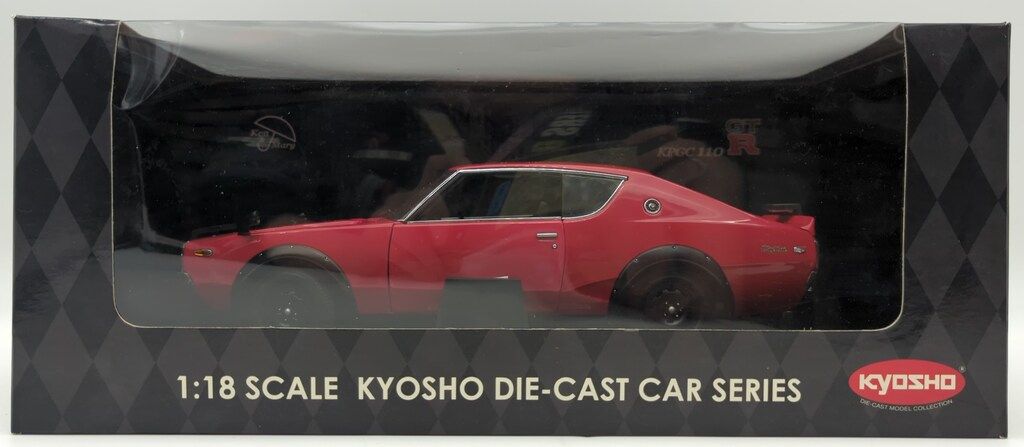 Ken
Mary
GT
R
KPGC 110
1:18 SCALE KYOSHO DIE-CAST CAR SERIES
KYOSHO®
DIE-CAST MODEL COLLECTION